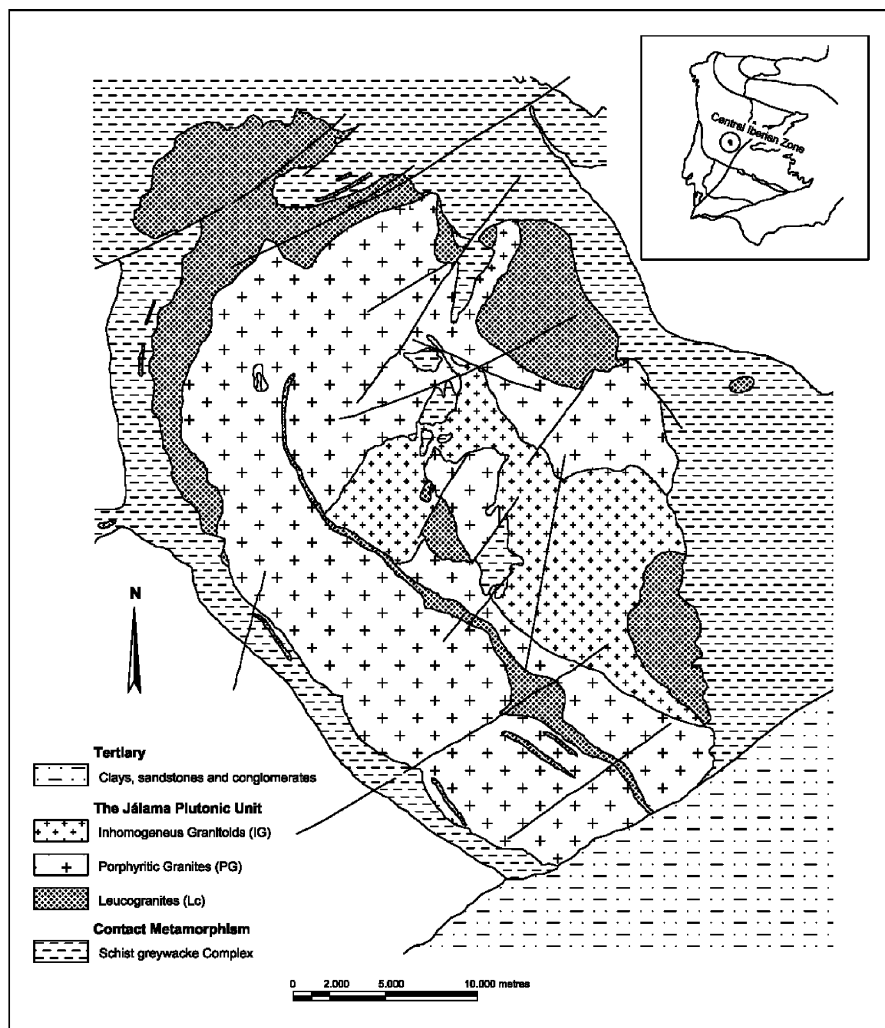 Central Iberian Zone
N
Tertiary
Clays, sandstones and conglomerates
The Jálama Plutonic Unit
Inhomogeneus Granitoids (IG)
Porphyritic Granites (PG)
Leucogranites (Lc)
Contact Metamorphism
Schist greywacke Complex
0 2.000 5.000 10.000 metres